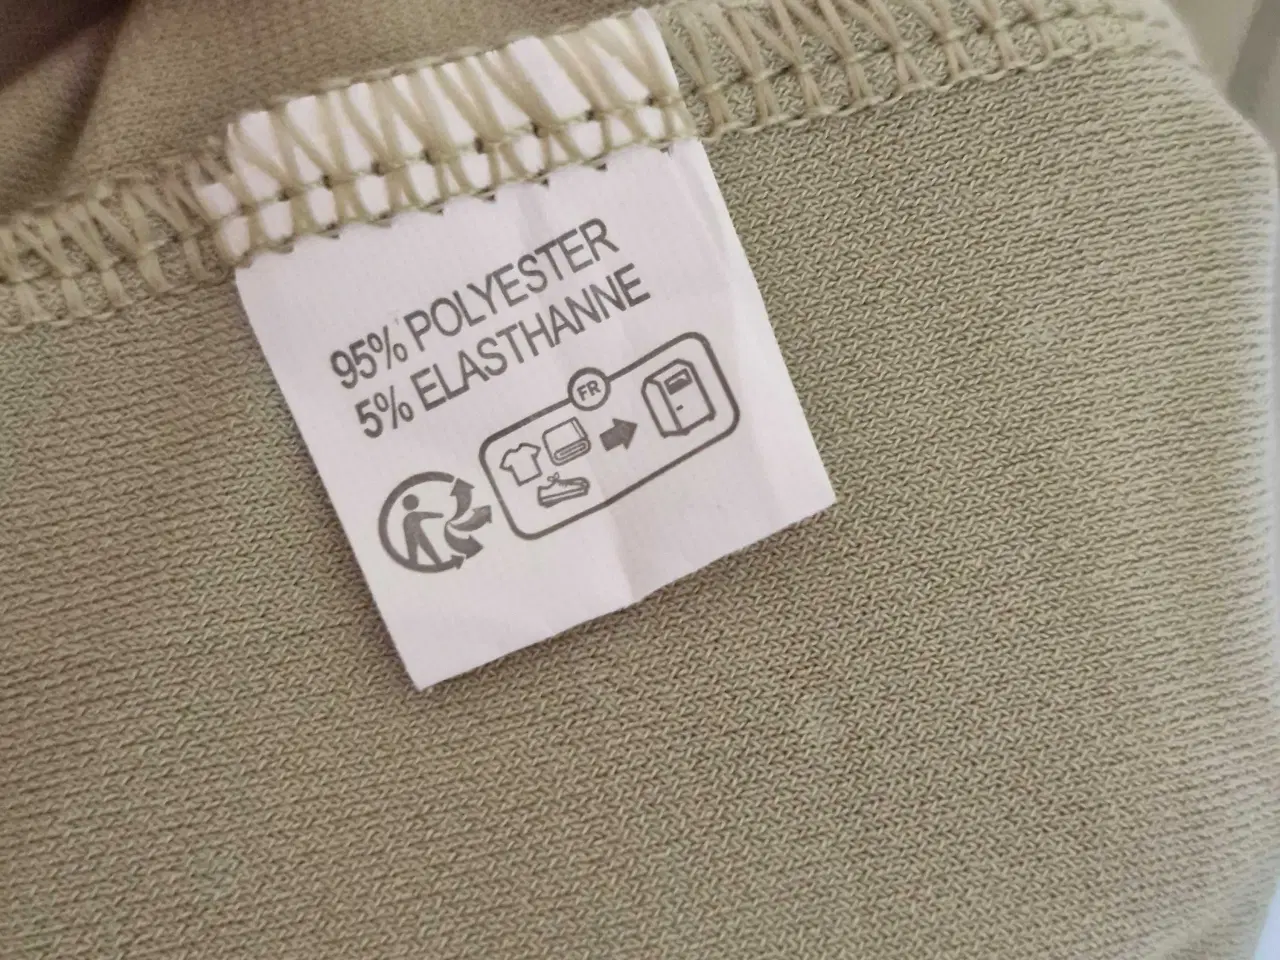 95% POLYESTER
5% ELASTHANNE
FR